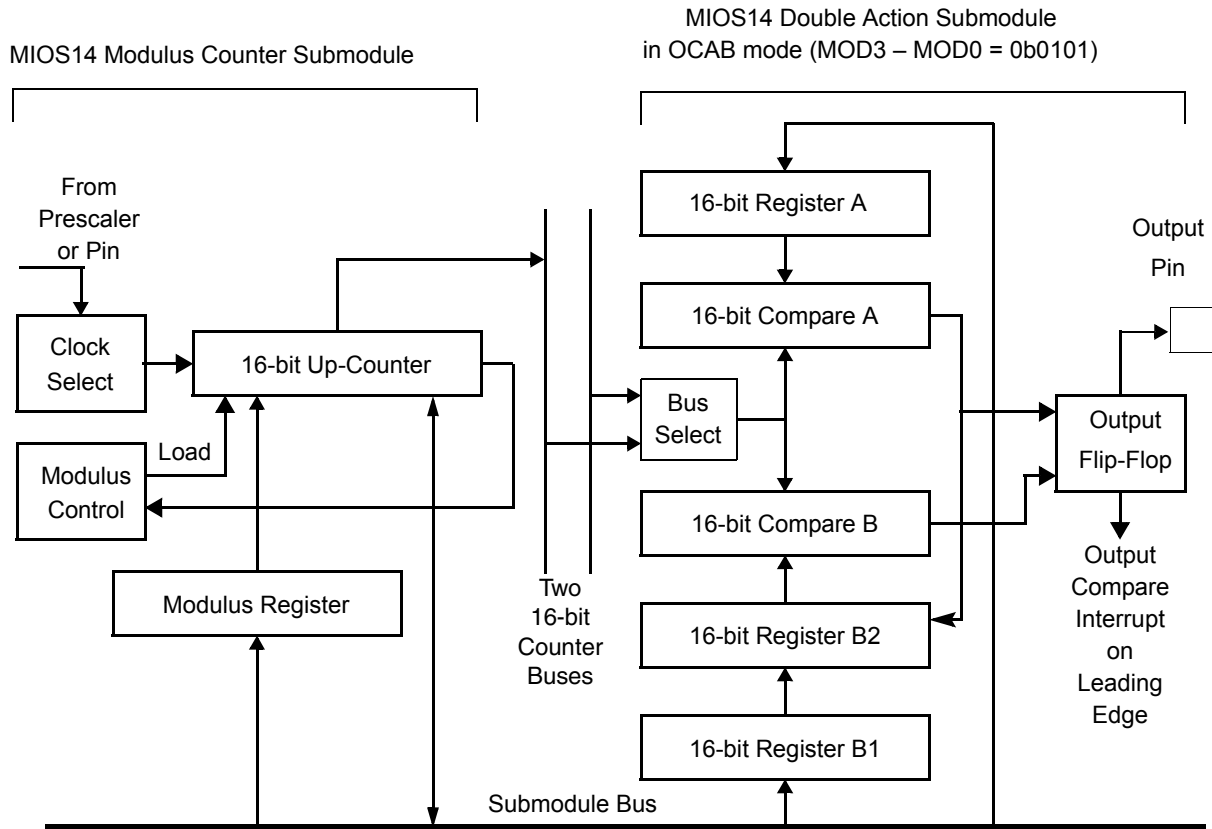 MIOS14 Modulus Counter Submodule
MIOS14 Double Action Submodule
in OCAB mode (MOD3 – MOD0 = 0b0101)
From
Prescaler
or Pin
Clock
Select
16-bit Up-Counter
Load
Modulus
Control
Modulus Register
Two
16-bit
Counter
Buses
16-bit Register A
16-bit Compare A
Bus
Select
16-bit Compare B
16-bit Register B2
16-bit Register B1
Output
Pin
Output
Flip-Flop
Output
Compare
Interrupt
on
Leading
Edge
Submodule Bus